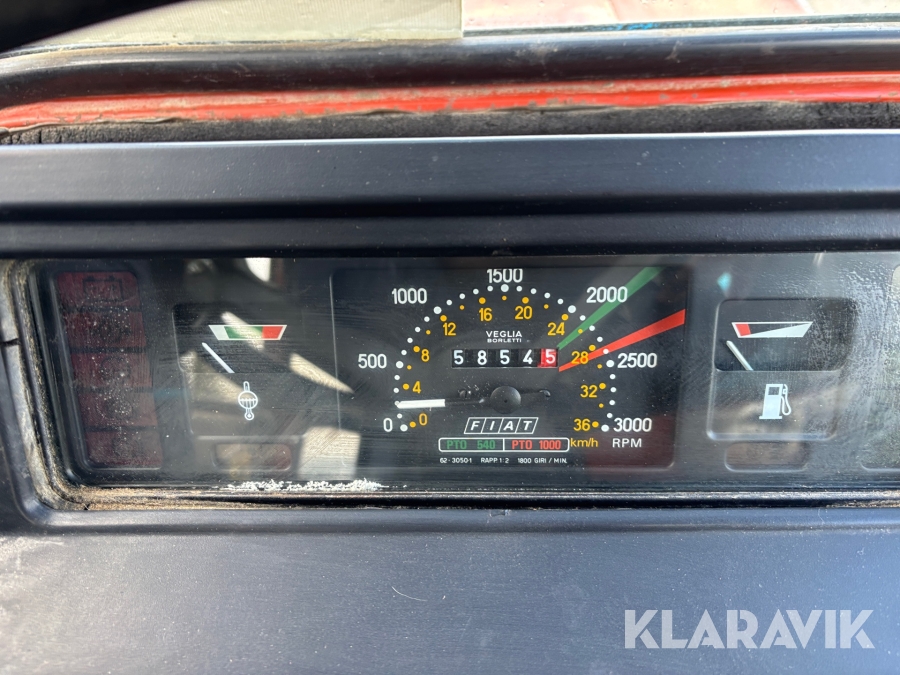 1500
1000 2000
16 20
12 24
VEGLIA
BORLETTI
500 8 58545 28 2500
4 32
0 0 FIAT 36 3000
PTO 540 PTO 1000 km/h RPM
62-3050-1 RAPP. 1:2 1800 GIRI / MIN.
KLARAVIK